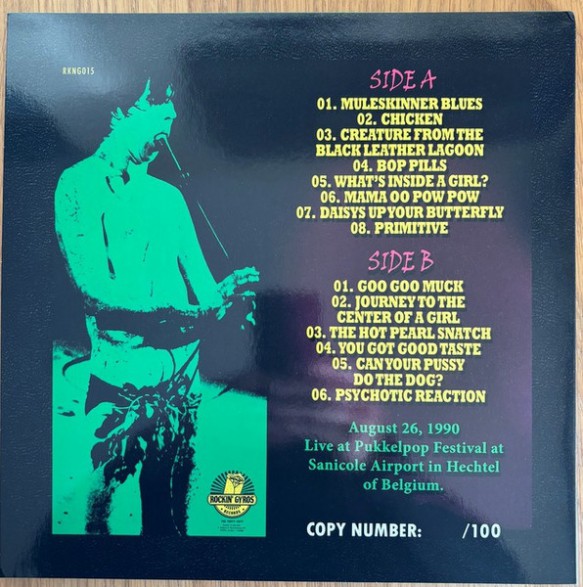 RKNG015
SIDE A
01. MULESKINNER BLUES
02. CHICKEN
03. CREATURE FROM THE
BLACK LEATHER LAGOON
04. BOP PILLS
05. WHAT'S INSIDE A GIRL?
06. MAMA OO POW POW
07. DAISYS UP YOUR BUTTERFLY
08. PRIMITIVE
SIDE B
01. GOO GOO MUCK
02. JOURNEY TO THE
CENTER OF A GIRL
03. THE HOT PEARL SNATCH
04. YOU GOT GOOD TASTE
05. CAN YOUR PUSSY
DO THE DOG?
06. PSYCHOTIC REACTION
August 26, 1990
Live at Pukkelpop Festival at
Sanicole Airport in Hechtel
of Belgium.
ROCKIN' GYROS
RECORDS
COPY NUMBER: /100